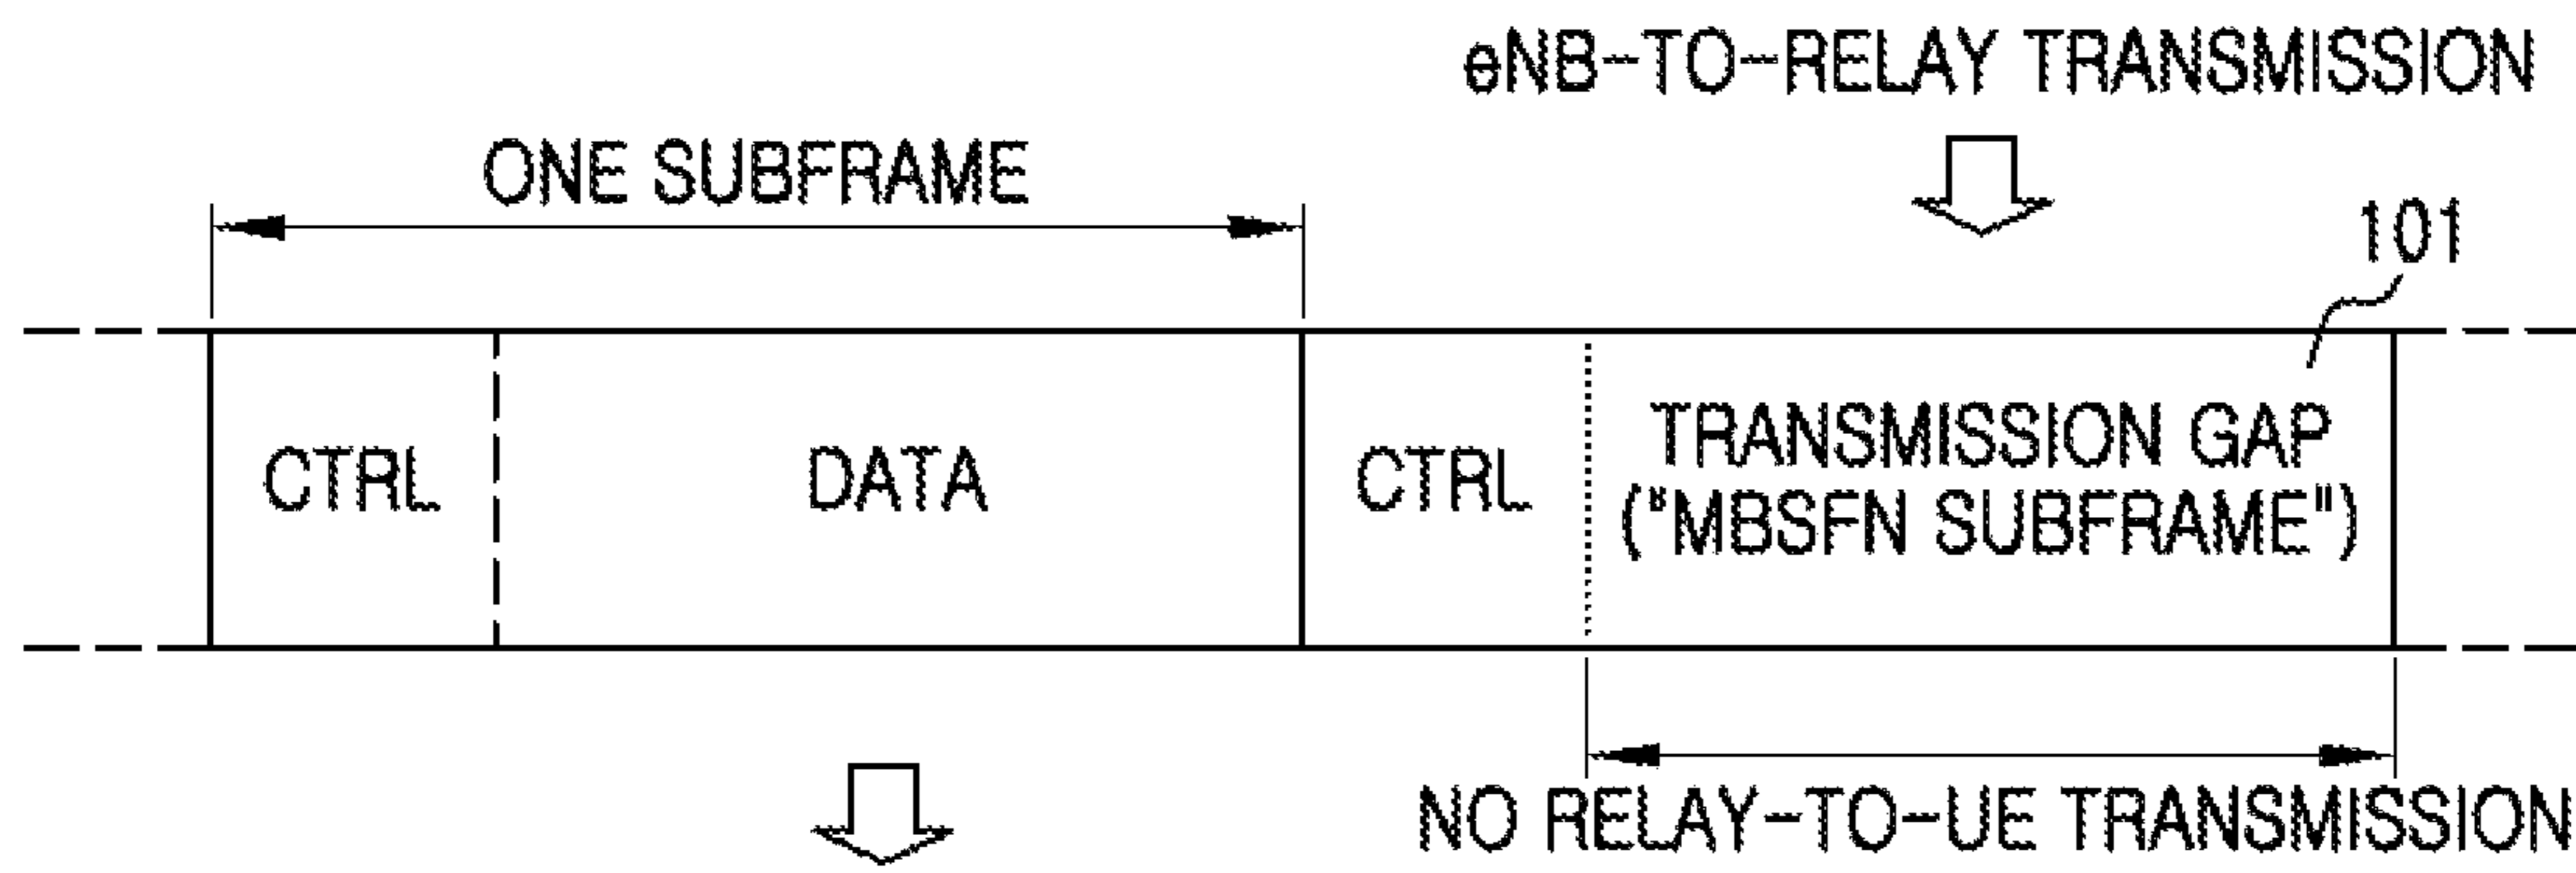 eNB-TO-RELAY TRANSMISSION
ONE SUBFRAME
101
CTRL
DATA
CTRL
TRANSMISSION GAP
("MBSFN SUBFRAME")
NO RELAY-TO-UE TRANSMISSION